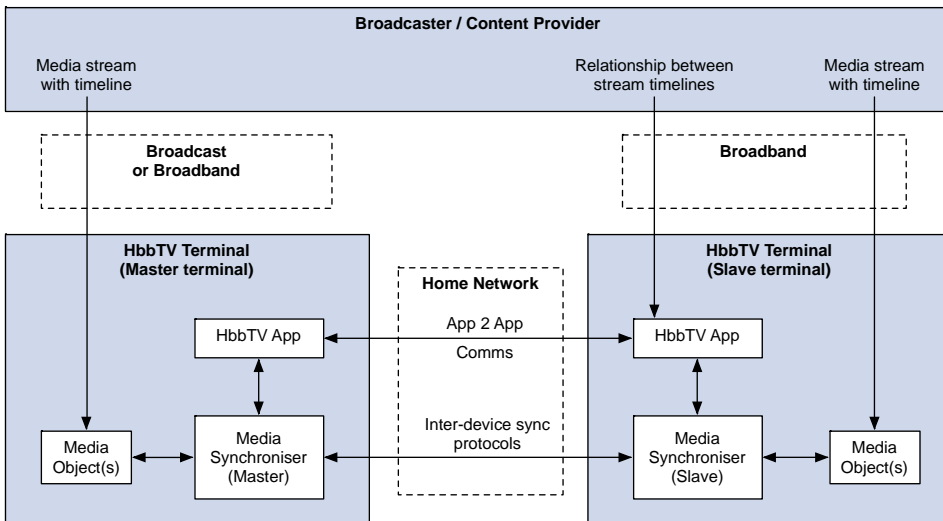 Broadcaster / Content Provider
Media stream
with timeline
Relationship between
stream timelines
Media stream
with timeline
Broadcast
or Broadband
Broadband
HbbTV Terminal
(Master terminal)
Home Network
HbbTV Terminal
(Slave terminal)
HbbTV App
App 2 App
Comms
HbbTV App
Media
Object(s)
Media
Synchroniser
(Master)
Inter-device sync
protocols
Media
Synchroniser
(Slave)
Media
Object(s)